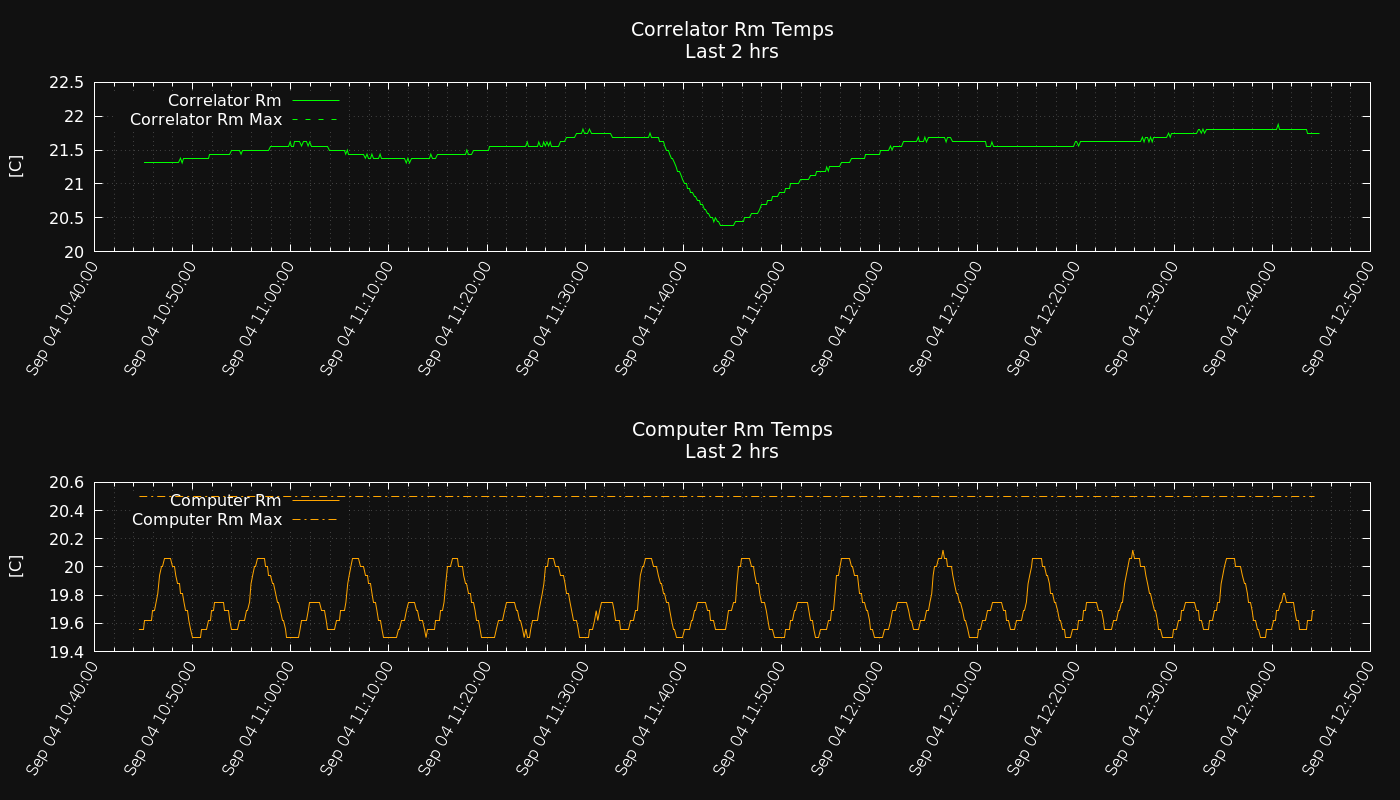 Correlator Rm Temps
Last 2 hrs
22.5
22
21.5
21
20.5
20
[C]
Correlator Rm
Correlator Rm Max
Sep 04 10:40:00
Sep 04 10:50:00
Sep 04 11:00:00
Sep 04 11:10:00
Sep 04 11:20:00
Sep 04 11:30:00
Sep 04 11:40:00
Sep 04 11:50:00
Sep 04 12:00:00
Sep 04 12:10:00
Sep 04 12:20:00
Sep 04 12:30:00
Sep 04 12:40:00
Sep 04 12:50:00
Computer Rm Temps
Last 2 hrs
20.6
20.4
20.2
20
19.8
19.6
19.4
[C]
Computer Rm
Computer Rm Max
Sep 04 10:40:00
Sep 04 10:50:00
Sep 04 11:00:00
Sep 04 11:10:00
Sep 04 11:20:00
Sep 04 11:30:00
Sep 04 11:40:00
Sep 04 11:50:00
Sep 04 12:00:00
Sep 04 12:10:00
Sep 04 12:20:00
Sep 04 12:30:00
Sep 04 12:40:00
Sep 04 12:50:00